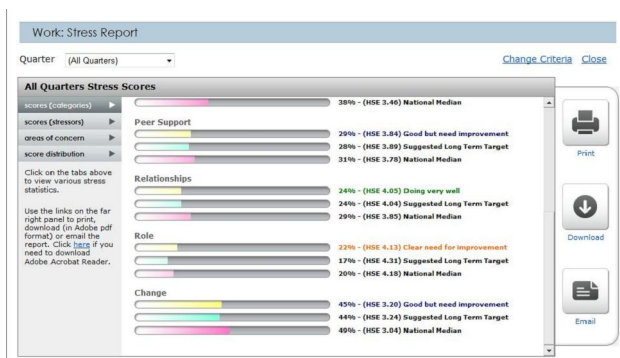 Work: Stress Report
Quarter (All Quarters) Change Criteria Close
All Quarters Stress Scores
scores (categories)
scores (stressors)
areas of concern
score distribution
Click on the tabs above
to view various stress
statistics.
Use the links on the far
right panel to print,
download (in Adobe pdf
format) or email the
report. Click here if you
need to download
Adobe Acrobat Reader.
38% - (HSE 3.46) National Median
Peer Support
29% - (HSE 3.84) Good but need improvement
28% - (HSE 3.89) Suggested Long Term Target
31% - (HSE 3.78) National Median
Relationships
24% - (HSE 4.05) Doing very well
24% - (HSE 4.04) Suggested Long Term Target
29% - (HSE 3.85) National Median
Role
22% - (HSE 4.13) Clear need for improvement
17% - (HSE 4.31) Suggested Long Term Target
20% - (HSE 4.18) National Median
Change
45% - (HSE 3.20) Good but need improvement
44% - (HSE 3.24) Suggested Long Term Target
49% - (HSE 3.04) National Median
Print
Download
Email